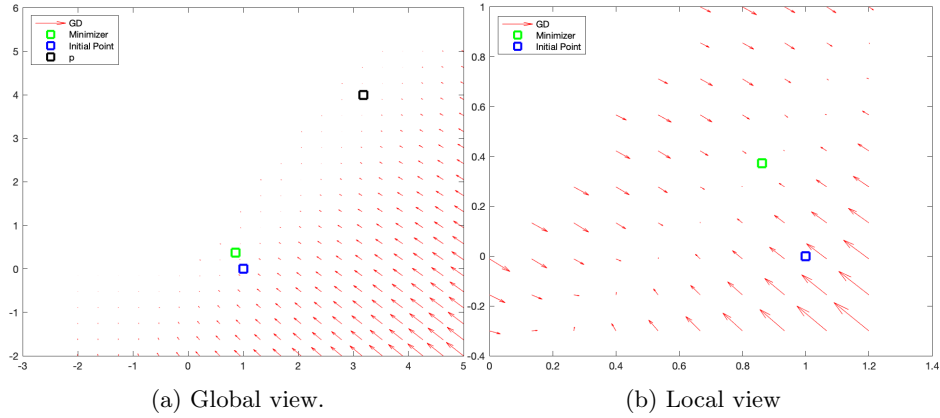 GD
Minimizer
Initial Point
p
6
5
4
3
2
1
0
-1
-2
-3 -2 -1 0 1 2 3 4 5
(a) Global view.
GD
Minimizer
Initial Point
1
0.8
0.6
0.4
0.2
0
-0.2
-0.4
0 0.2 0.4 0.6 0.8 1 1.2 1.4
(b) Local view